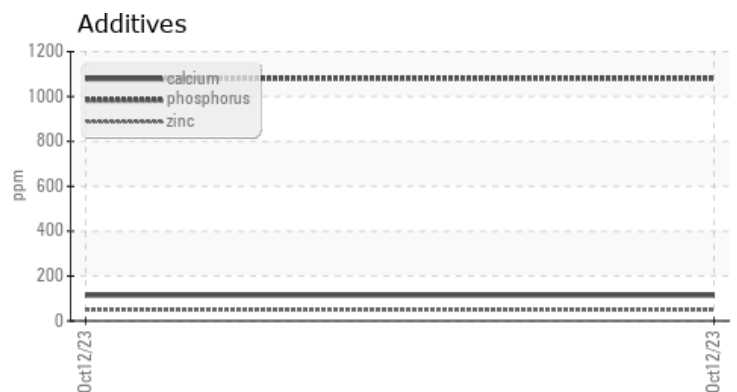 Additives
1200
1000
800
600
400
200
0
ppm
calcium
phosphorus
zinc
Oct12/23
Oct12/23